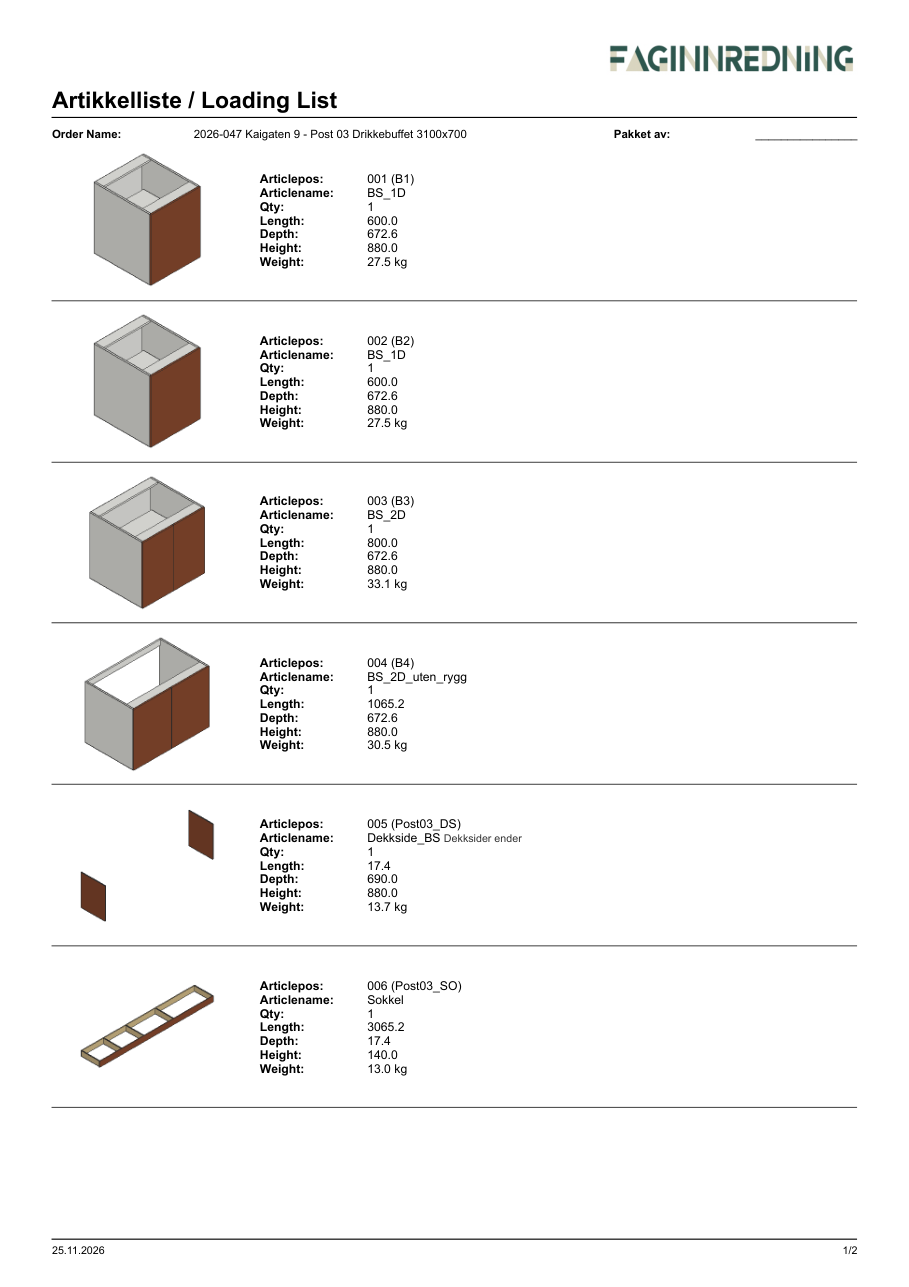 FAGINNREDNING
Artikkelliste / Loading List
Order Name: 2026-047 Kaigaten 9 - Post 03 Drikkebuffet 3100x700 Pakket av: ________________
Articlepos: 001 (B1)
Articlename: BS_1D
Qty: 1
Length: 600.0
Depth: 672.6
Height: 880.0
Weight: 27.5 kg
Articlepos: 002 (B2)
Articlename: BS_1D
Qty: 1
Length: 600.0
Depth: 672.6
Height: 880.0
Weight: 27.5 kg
Articlepos: 003 (B3)
Articlename: BS_2D
Qty: 1
Length: 800.0
Depth: 672.6
Height: 880.0
Weight: 33.1 kg
Articlepos: 004 (B4)
Articlename: BS_2D_uten_rygg
Qty: 1
Length: 1065.2
Depth: 672.6
Height: 880.0
Weight: 30.5 kg
Articlepos: 005 (Post03_DS)
Articlename: Dekkside_BS Dekksider ender
Qty: 1
Length: 17.4
Depth: 690.0
Height: 880.0
Weight: 13.7 kg
Articlepos: 006 (Post03_SO)
Articlename: Sokkel
Qty: 1
Length: 3065.2
Depth: 17.4
Height: 140.0
Weight: 13.0 kg
25.11.2026 1/2